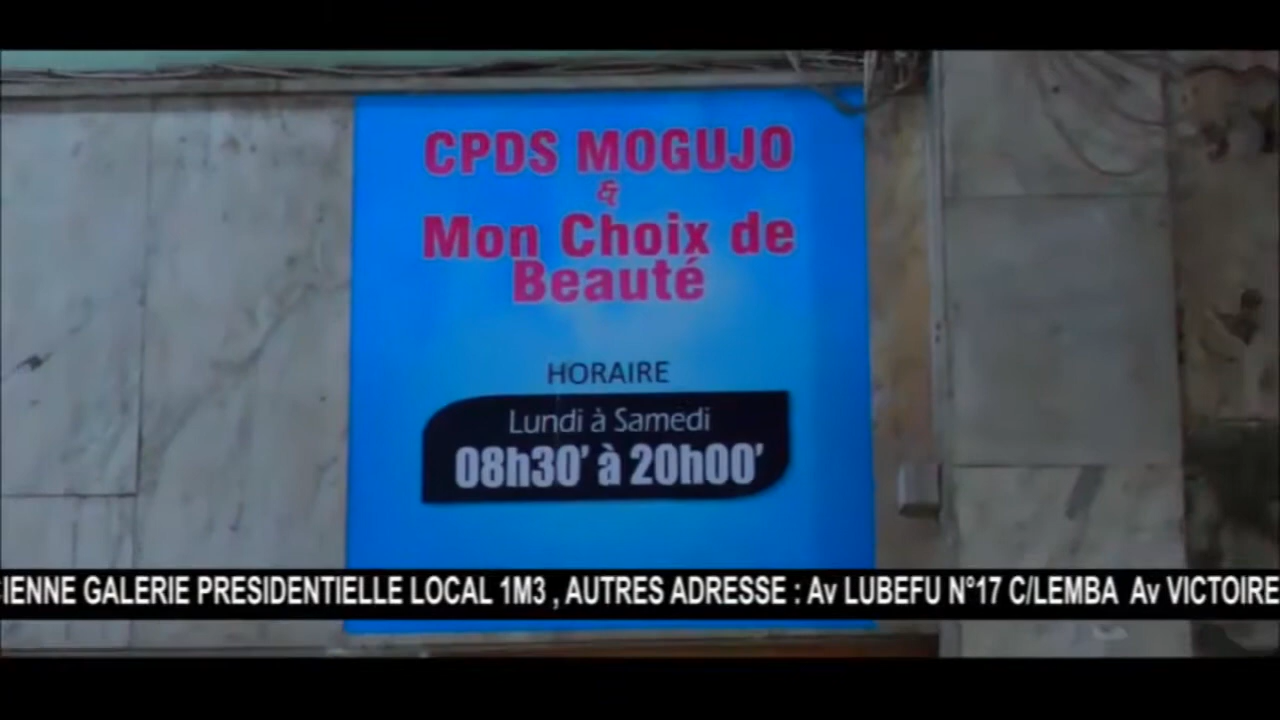 CPDS MOGUJO
&
Mon Choix de
Beauté
HORAIRE
Lundi à Samedi
08h30' à 20h00'
CIENNE GALERIE PRESIDENTIELLE LOCAL 1M3 , AUTRES ADRESSE : Av LUBEFU N°17 C/LEMBA Av VICTOIRE